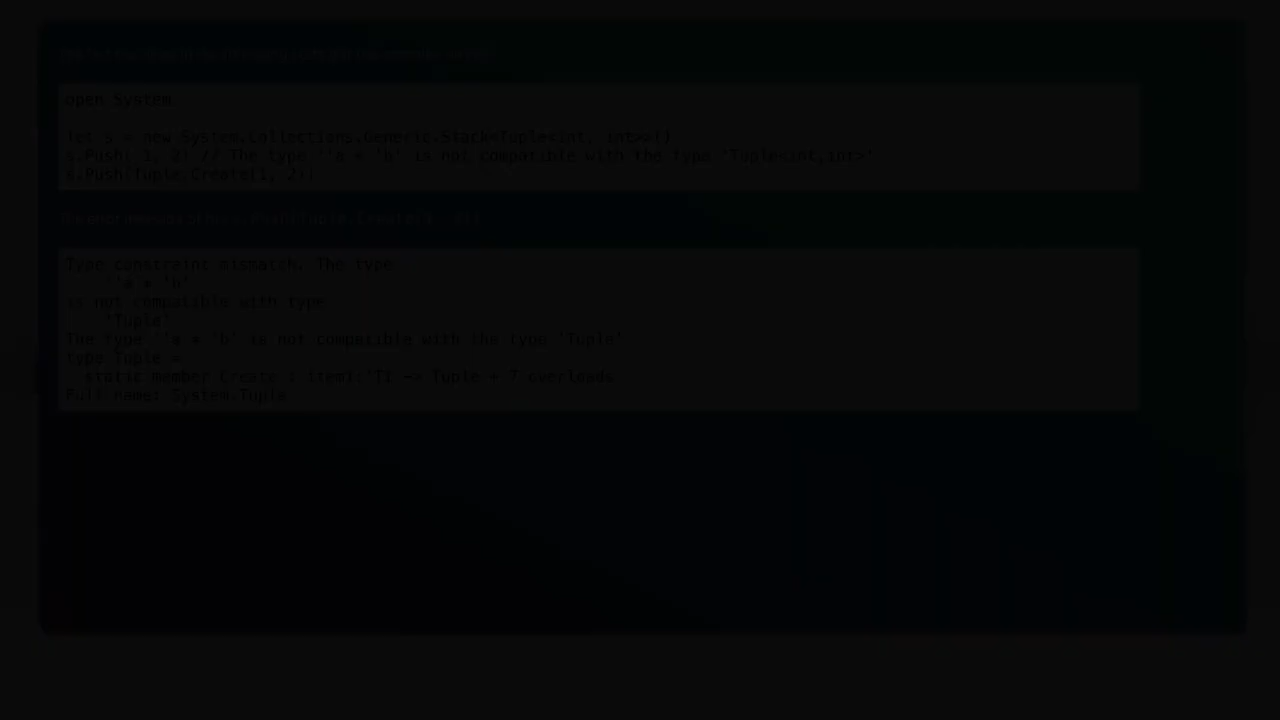 open System
let s = new System.Collections.Generic.Stack<Tuple<int, int>>()
s.Push( 1, 2) // The type ''a * 'b' is not compatible with the type 'Tuple<int,int>'
s.Push(Tuple.Create(1, 2))
Type constraint mismatch. The type
''a * 'b'
is not compatible with type
'Tuple'
The type ''a * 'b' is not compatible with the type 'Tuple'
type Tuple =
static member Create : item1:'T1 -> Tuple + 7 overloads
Full name: System.Tuple